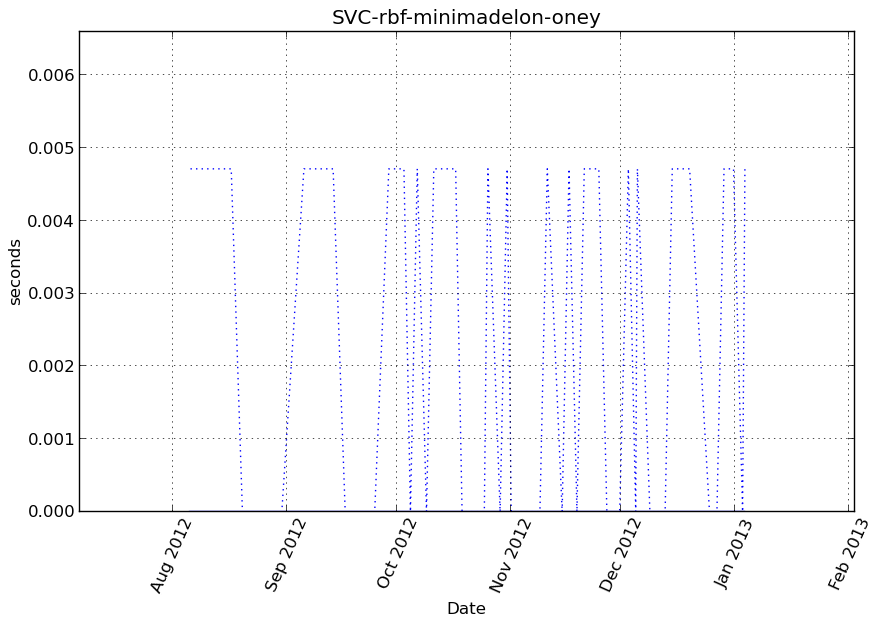 SVC-rbf-minimadelon-oney
0.006
0.005
0.004
0.003
0.002
0.001
0.000
seconds
Aug 2012
Sep 2012
Oct 2012
Nov 2012
Dec 2012
Jan 2013
Feb 2013
Date